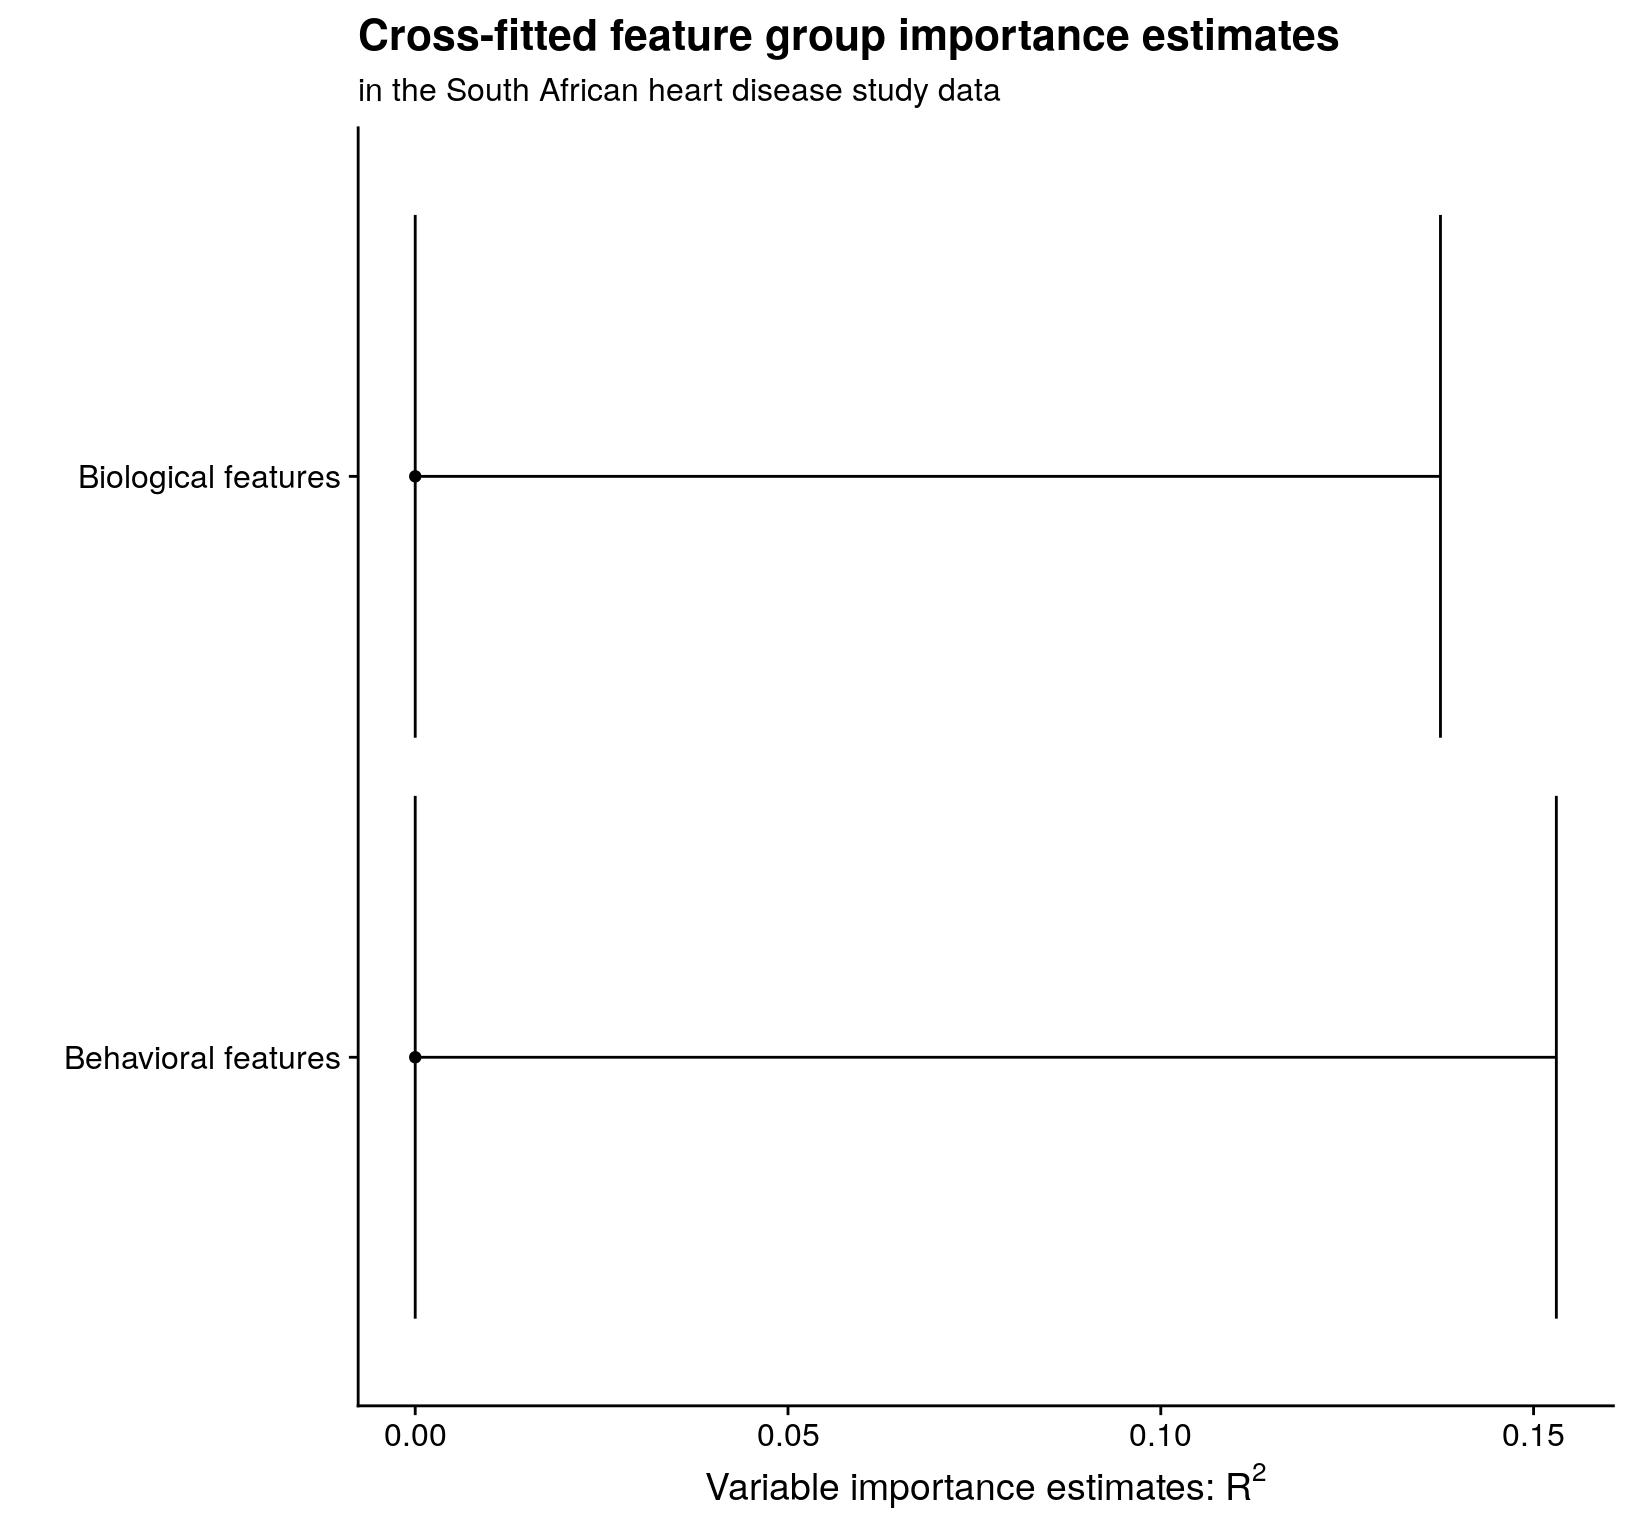 Cross-fitted feature group importance estimates
in the South African heart disease study data
Biological features
Behavioral features
0.00 0.05 0.10 0.15
Variable importance estimates: R²